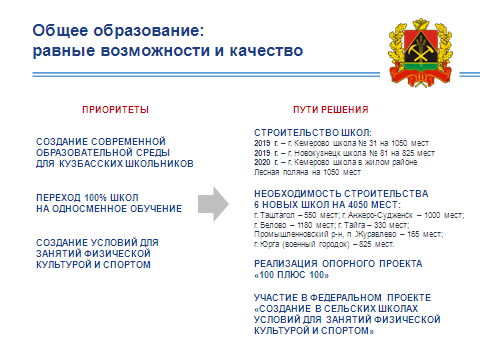 Общее образование:
равные возможности и качество
ПРИОРИТЕТЫ
СОЗДАНИЕ СОВРЕМЕННОЙ
ОБРАЗОВАТЕЛЬНОЙ СРЕДЫ
ДЛЯ КУЗБАССКИХ ШКОЛЬНИКОВ
ПЕРЕХОД 100% ШКОЛ
НА ОДНОСМЕННОЕ ОБУЧЕНИЕ
СОЗДАНИЕ УСЛОВИЙ ДЛЯ
ЗАНЯТИЙ ФИЗИЧЕСКОЙ
КУЛЬТУРОЙ И СПОРТОМ
ПУТИ РЕШЕНИЯ
СТРОИТЕЛЬСТВО ШКОЛ:
2019 г. – г. Кемерово школа № 31 на 1050 мест
2019 г. – г. Новокузнецк школа № 81 на 825 мест
2020 г. – г. Кемерово школа в жилом районе
Лесная поляна на 1050 мест
НЕОБХОДИМОСТЬ СТРОИТЕЛЬСТВА
6 НОВЫХ ШКОЛ НА 4050 МЕСТ:
г. Таштагол – 550 мест; г. Анжеро-Судженск – 1000 мест;
г. Белово – 1180 мест; г. Тайга – 330 мест;
Промышленновский р-н, п. Журавлево – 165 мест;
г. Юрга (военный городок) – 825 мест.
РЕАЛИЗАЦИЯ ОПОРНОГО ПРОЕКТА
«100 ПЛЮС 100»
УЧАСТИЕ В ФЕДЕРАЛЬНОМ ПРОЕКТЕ
«СОЗДАНИЕ В СЕЛЬСКИХ ШКОЛАХ
УСЛОВИЙ ДЛЯ ЗАНЯТИЙ ФИЗИЧЕСКОЙ
КУЛЬТУРОЙ И СПОРТОМ»